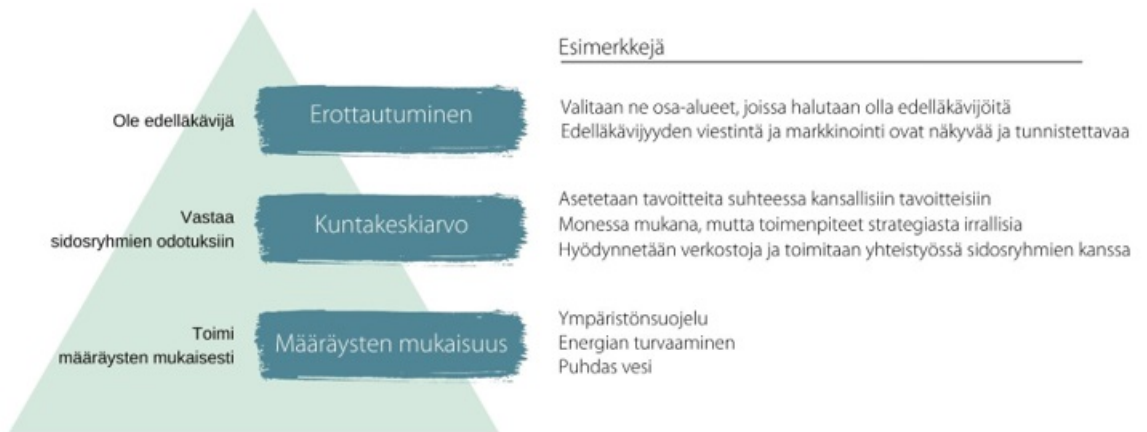 Esimerkkejä
Ole edelläkävijä
Erottautuminen
Valitaan ne osa-alueet, joissa halutaan olla edelläkävijöitä
Edelläkävijyyden viestintä ja markkinointi ovat näkyvää ja tunnistettavaa
Vastaa
sidosryhmien odotuksiin
Kuntakeskiarvo
Asetetaan tavoitteita suhteessa kansallisiin tavoitteisiin
Monessa mukana, mutta toimenpiteet strategiasta irrallisia
Hyödynnetään verkostoja ja toimitaan yhteistyössä sidosryhmien kanssa
Toimi
määräysten mukaisesti
Määräysten mukaisuus
Ympäristönsuojelu
Energian turvaaminen
Puhdas vesi